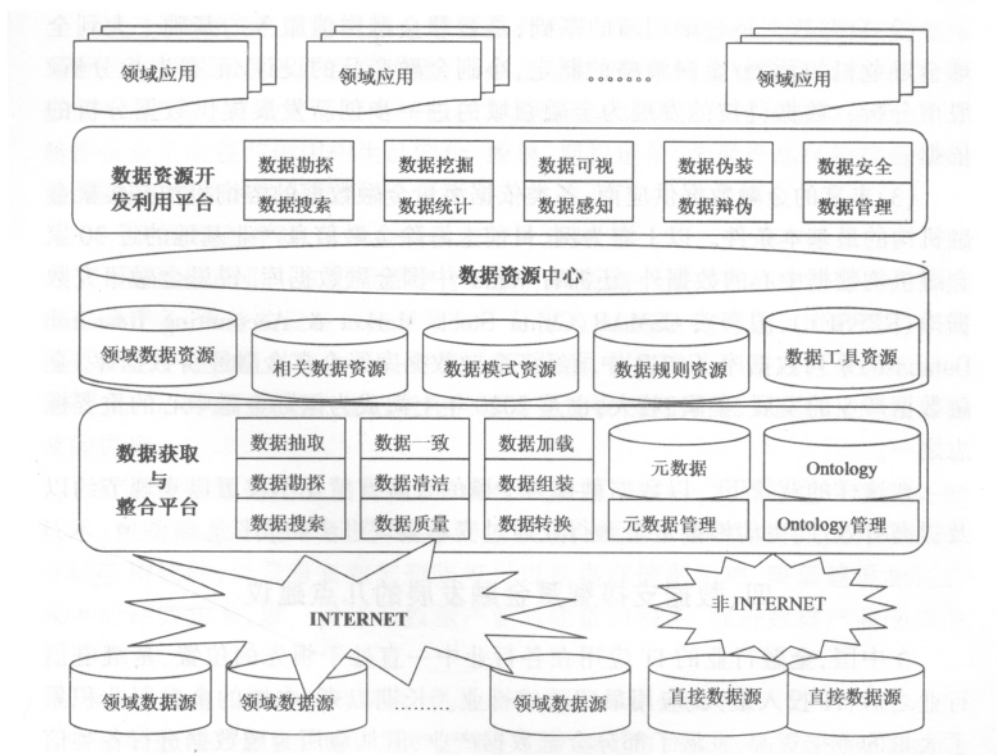 领域应用
领域应用
·········
领域应用
数据资源开
发利用平台
数据勘探
数据挖掘
数据可视
数据伪装
数据安全
数据搜索
数据统计
数据感知
数据辩伪
数据管理
数据资源中心
领域数据资源
相关数据资源
数据模式资源
数据规则资源
数据工具资源
数据获取
与
整合平台
数据抽取
数据一致
数据加载
数据勘探
数据清洁
数据组装
数据搜索
数据质量
数据转换
元数据
元数据管理
Ontology
Ontology管理
INTERNET
非 INTERNET
领域数据源
领域数据源
.........
领域数据源
直接数据源
直接数据源